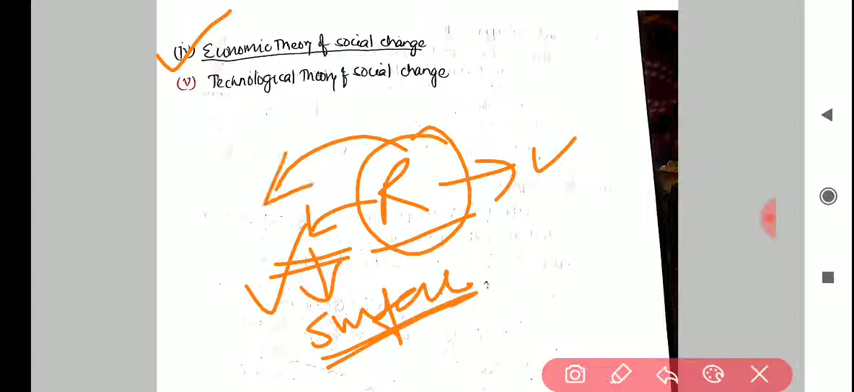 (iv) Economic Theory of social change
(v) Technological Theory of social change
R